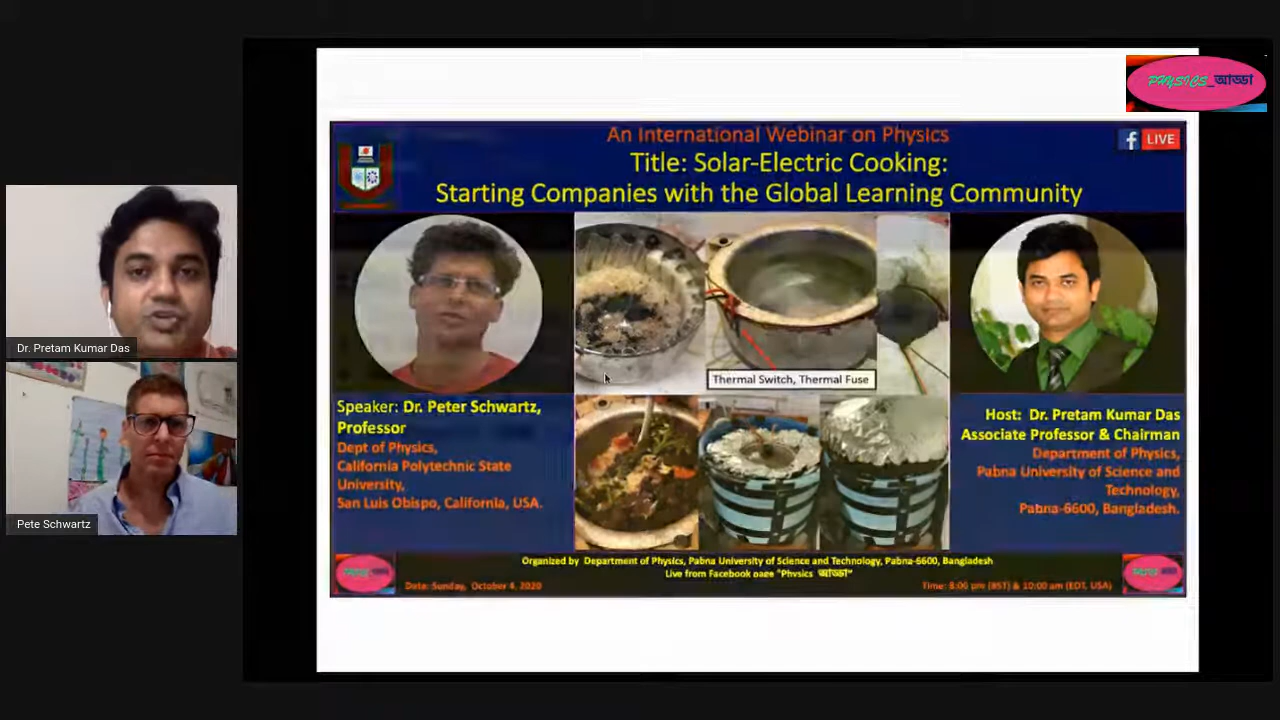 PHYSICS_আড্ডা
An International Webinar on Physics
LIVE
Title: Solar-Electric Cooking:
Starting Companies with the Global Learning Community
Thermal Switch, Thermal Fuse
Speaker: Dr. Peter Schwartz,
Professor
Dept of Physics,
California Polytechnic State
University,
San Luis Obispo, California, USA.
Host: Dr. Pretam Kumar Das
Associate Professor & Chairman
Department of Physics,
Pabna University of Science and
Technology,
Pabna-6600, Bangladesh.
Organized by Department of Physics, Pabna University of Science and Technology, Pabna-6600, Bangladesh
Live from Facebook page "Physics আড্ডা"
Date: Sunday, October 4, 2020
Time: 8:00 pm (BST) & 10:00 am (EDT, USA)
Dr. Pretam Kumar Das
Pete Schwartz